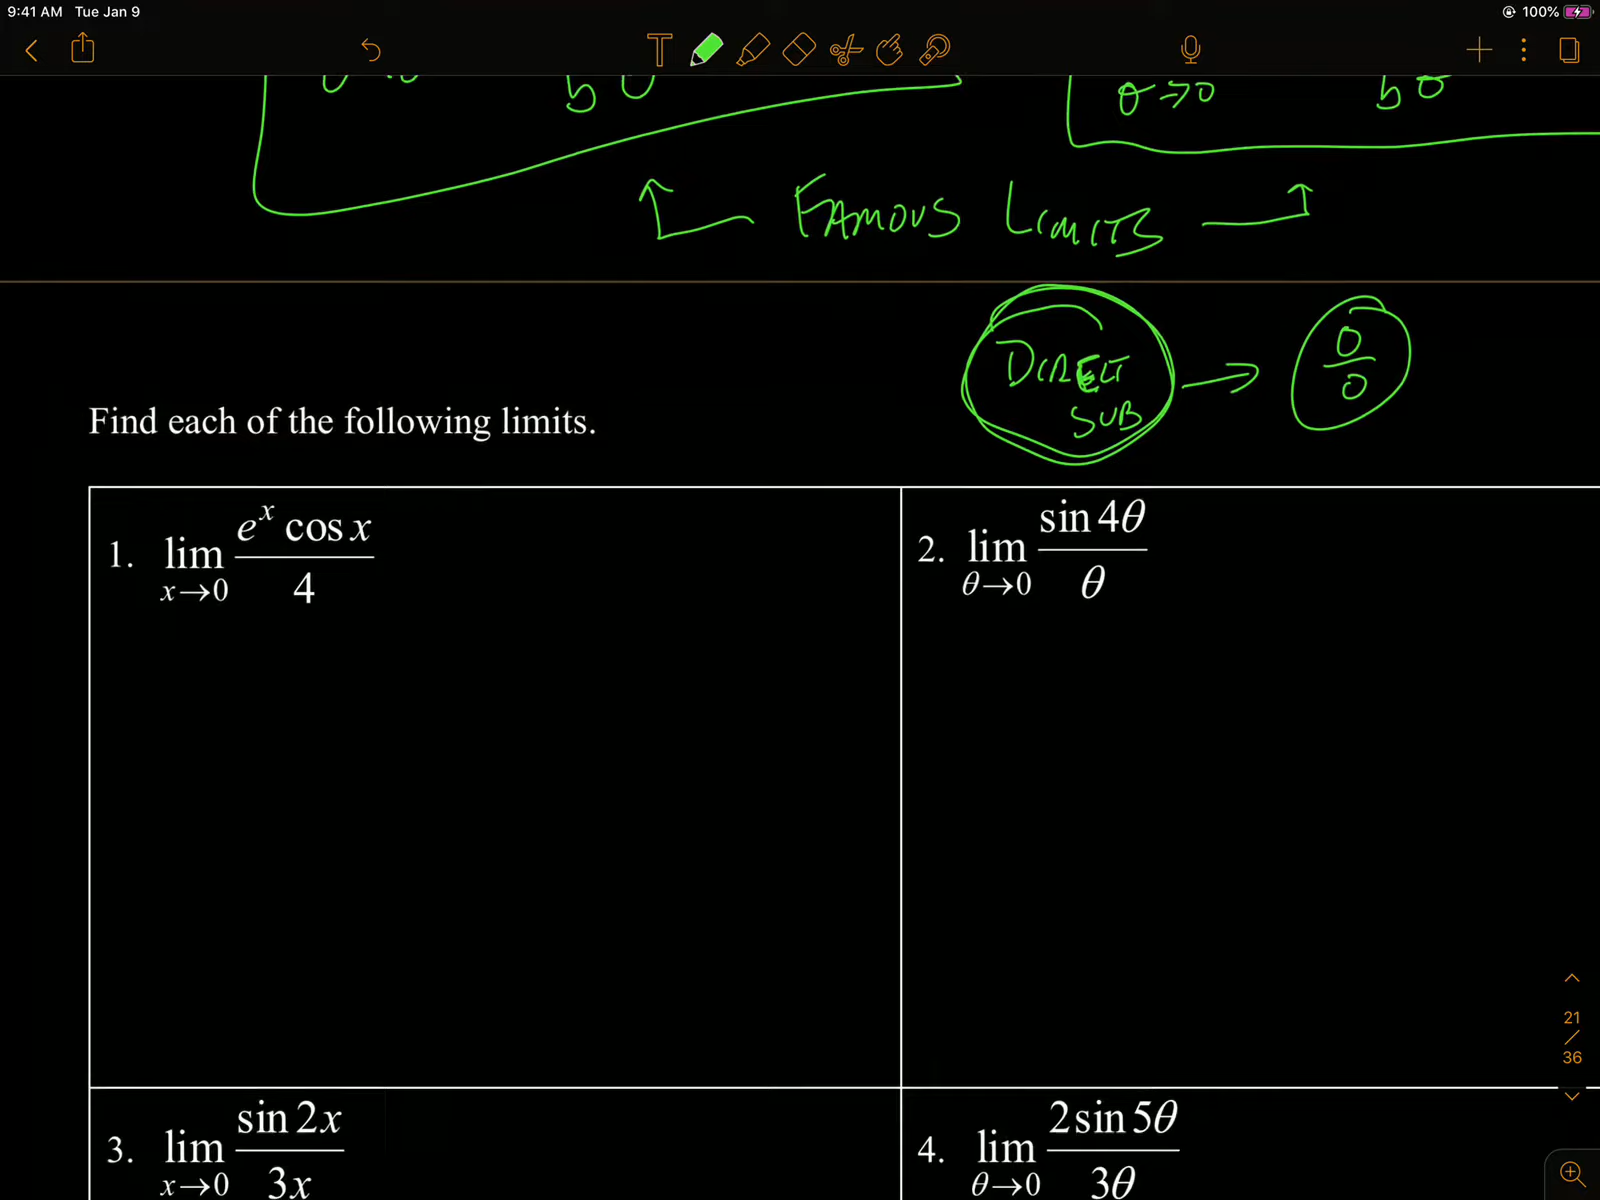 9:41 AM Tue Jan 9
100%
θ→0 bθ
FAMOUS LIMITS
DIRECT
SUB
0
0
Find each of the following limits.
1. lim x→0 e^x cos x / 4
2. lim θ→0 sin 4θ / θ
3. lim x→0 sin 2x / 3x
4. lim θ→0 2 sin 5θ / 3θ
21
/
36